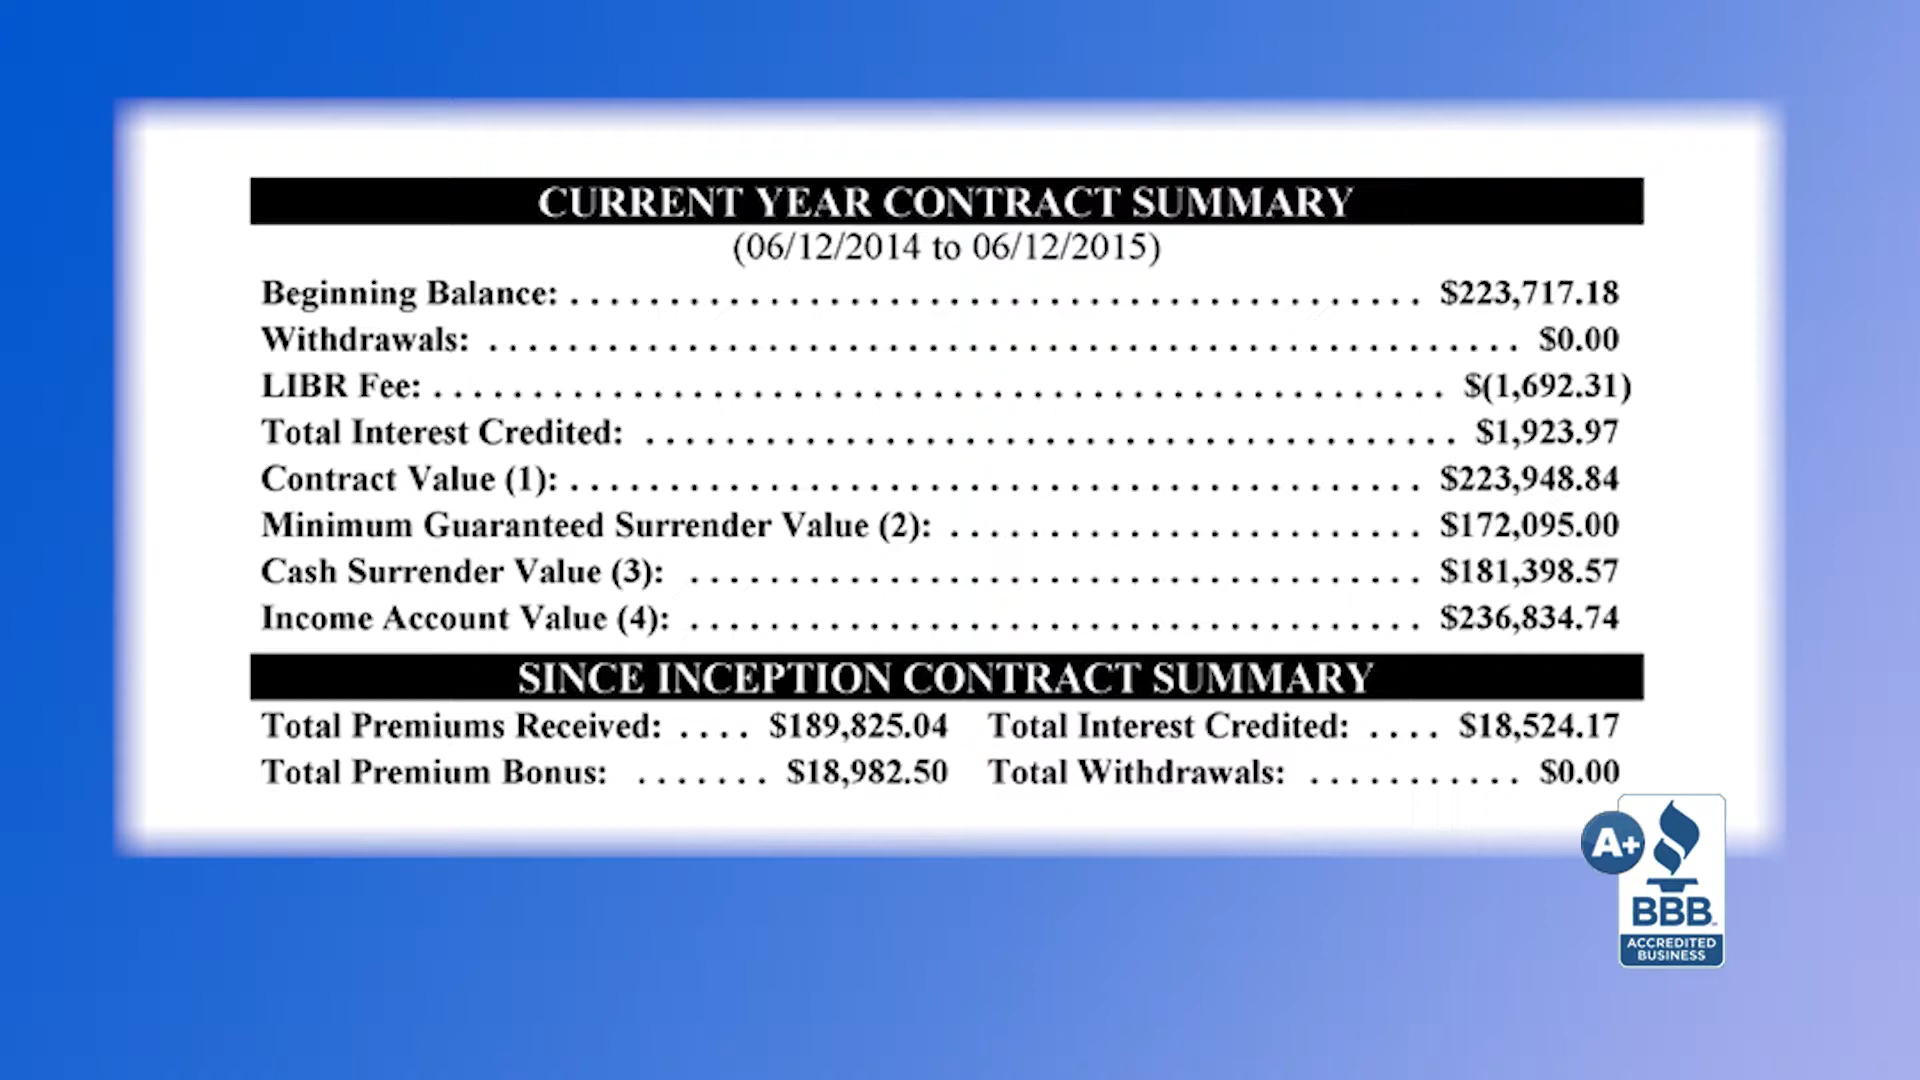 CURRENT YEAR CONTRACT SUMMARY
(06/12/2014 to 06/12/2015)
Beginning Balance: . . . . . . . . . . . . . . . . . . . . . . . . . . . . . . . . . . . . . . . . . . . $223,717.18
Withdrawals: . . . . . . . . . . . . . . . . . . . . . . . . . . . . . . . . . . . . . . . . . . . . . . . . . . . . $0.00
LIBR Fee: . . . . . . . . . . . . . . . . . . . . . . . . . . . . . . . . . . . . . . . . . . . . . . . . . . . $(1,692.31)
Total Interest Credited: . . . . . . . . . . . . . . . . . . . . . . . . . . . . . . . . . . . . . . . . . $1,923.97
Contract Value (1): . . . . . . . . . . . . . . . . . . . . . . . . . . . . . . . . . . . . . . . . . . . $223,948.84
Minimum Guaranteed Surrender Value (2): . . . . . . . . . . . . . . . . . . . . . . . . $172,095.00
Cash Surrender Value (3): . . . . . . . . . . . . . . . . . . . . . . . . . . . . . . . . . . . . . $181,398.57
Income Account Value (4): . . . . . . . . . . . . . . . . . . . . . . . . . . . . . . . . . . . . . $236,834.74
SINCE INCEPTION CONTRACT SUMMARY
Total Premiums Received: . . . . $189,825.04 Total Interest Credited: . . . . $18,524.17
Total Premium Bonus: . . . . . . . $18,982.50 Total Withdrawals: . . . . . . . . . . . $0.00
A+
BBB
ACCREDITED
BUSINESS